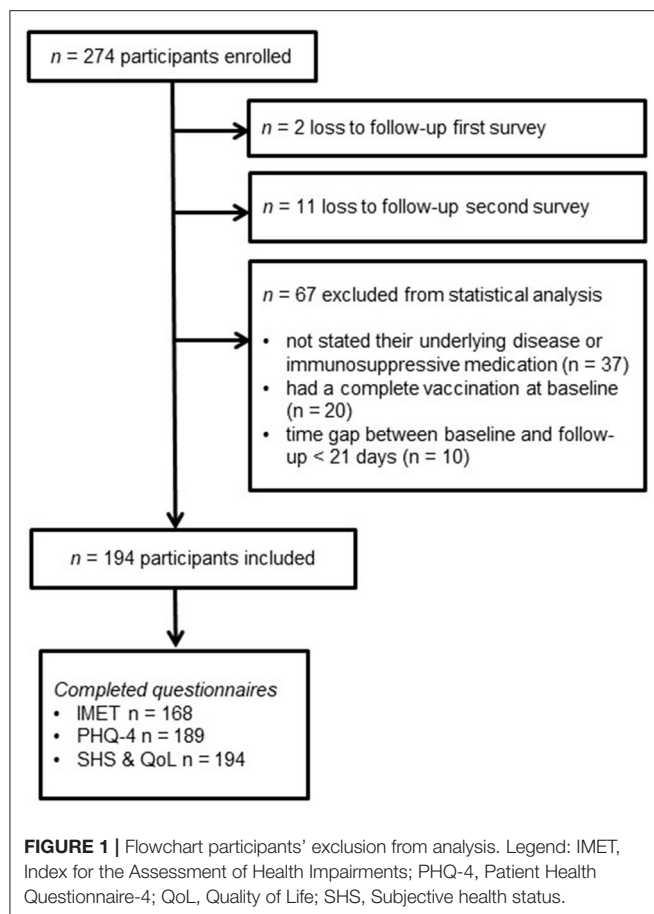 n = 274 participants enrolled
n = 2 loss to follow-up first survey
n = 11 loss to follow-up second survey
n = 67 excluded from statistical analysis
• not stated their underlying disease or
immunosuppressive medication (n = 37)
• had a complete vaccination at baseline
(n = 20)
• time gap between baseline and follow-
up < 21 days (n = 10)
n = 194 participants included
Completed questionnaires
• IMET n = 168
• PHQ-4 n = 189
• SHS & QoL n = 194
FIGURE 1 | Flowchart participants’ exclusion from analysis. Legend: IMET,
Index for the Assessment of Health Impairments; PHQ-4, Patient Health
Questionnaire-4; QoL, Quality of Life; SHS, Subjective health status.